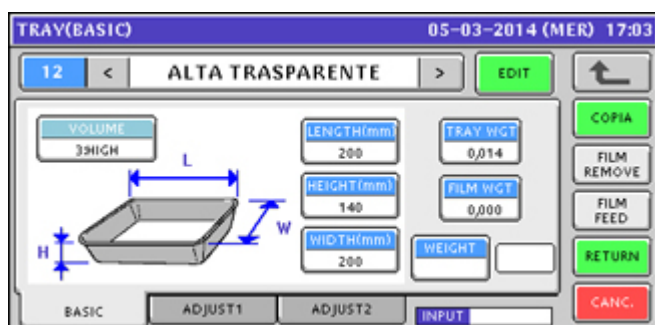 TRAY(BASIC) 05-03-2014 (MER) 17:03
12 < ALTA TRASPARENTE > EDIT
VOLUME
3:HIGH
L
W
H
LENGTH(mm)
200
HEIGHT(mm)
140
WIDTH(mm)
200
TRAY WGT
0,014
FILM WGT
0,000
WEIGHT
COPIA
FILM
REMOVE
FILM
FEED
RETURN
CANC.
BASIC ADJUST1 ADJUST2 INPUT